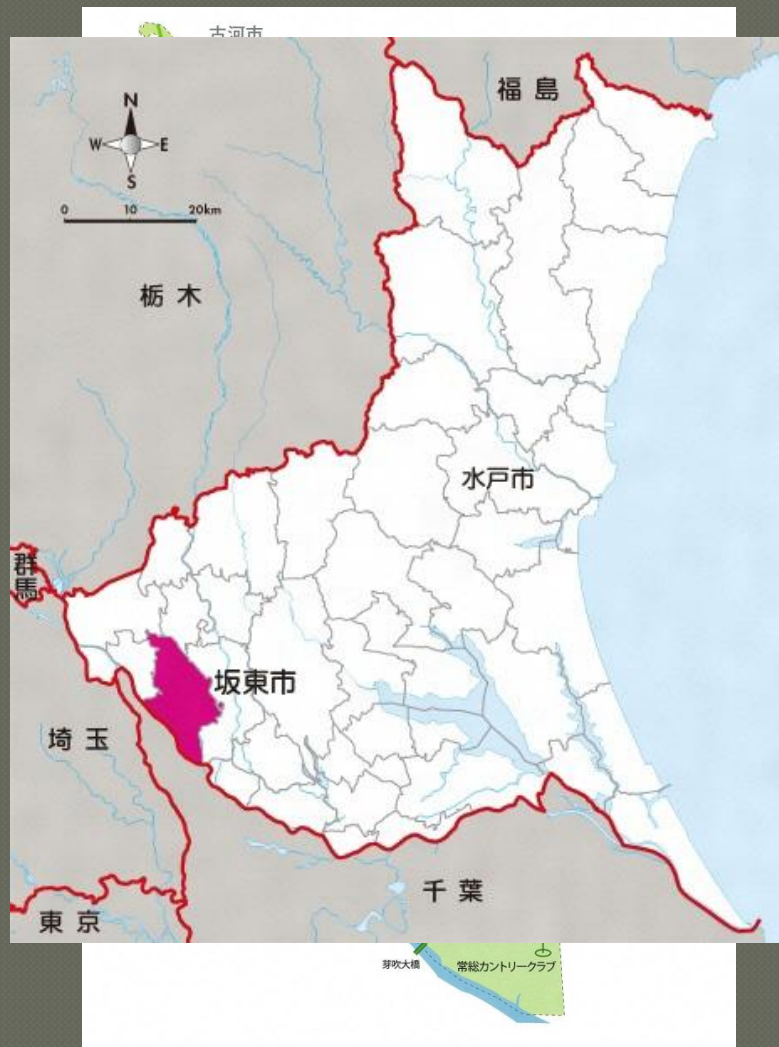 古河市
福島
N
W E
S
0 10 20km
栃木
水戸市
群馬
坂東市
埼玉
千葉
東京
芽吹大橋
常総カントリークラブ